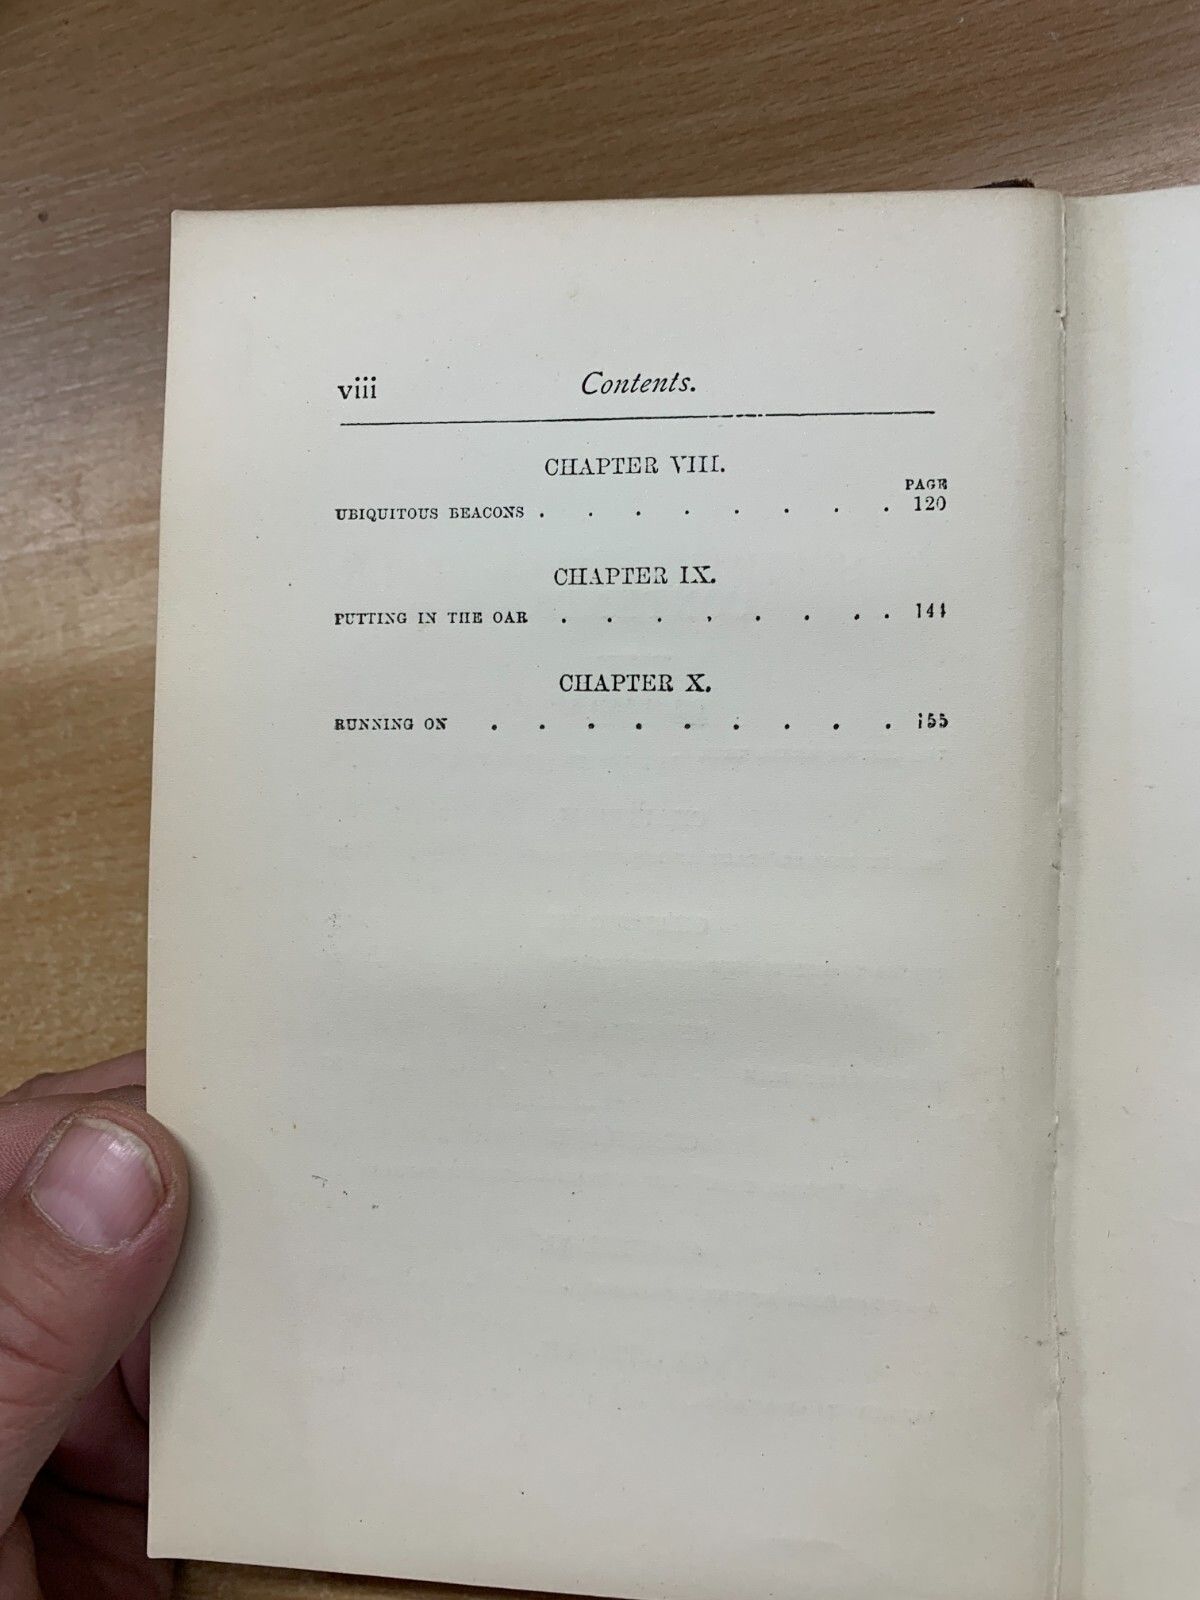 viii Contents.
CHAPTER VIII.
PAGE
UBIQUITOUS BEACONS . . . . . . . . 120
CHAPTER IX.
PUTTING IN THE OAR . . . . . . . . 144
CHAPTER X.
RUNNING ON . . . . . . . . . 155